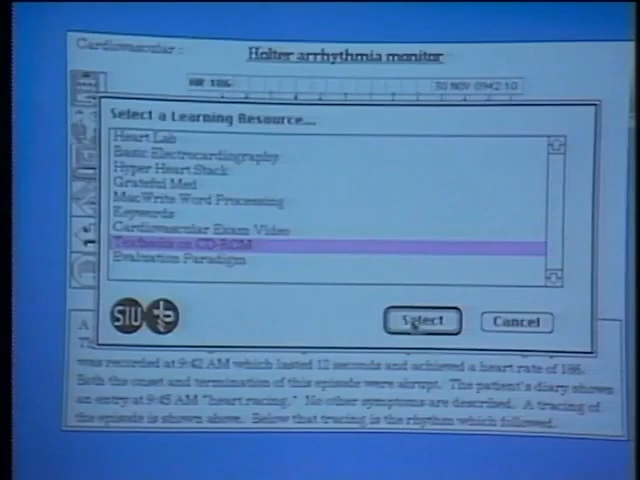 Cardiovascular :
Holter arrhythmia monitor
HR 186
30 NOV 0942:10
Select a Learning Resource...
Heart Lab
Basic Electrocardiography
Hyper Heart Stack
Grateful Med
MacWrite Word Processing
Keywords
Cardiovascular Exam Video
Textbooks on CD-ROM
Evaluation Paradigm
SIU
Select
Cancel
A
was recorded at 9:42 AM which lasted 12 seconds and achieved a heart rate of 186.
Both the onset and termination of this episode were abrupt. The patient's diary shows
an entry at 9:45 AM "heart racing." No other symptoms are described. A tracing of
the episode is shown above. Below that tracing is the rhythm which followed.